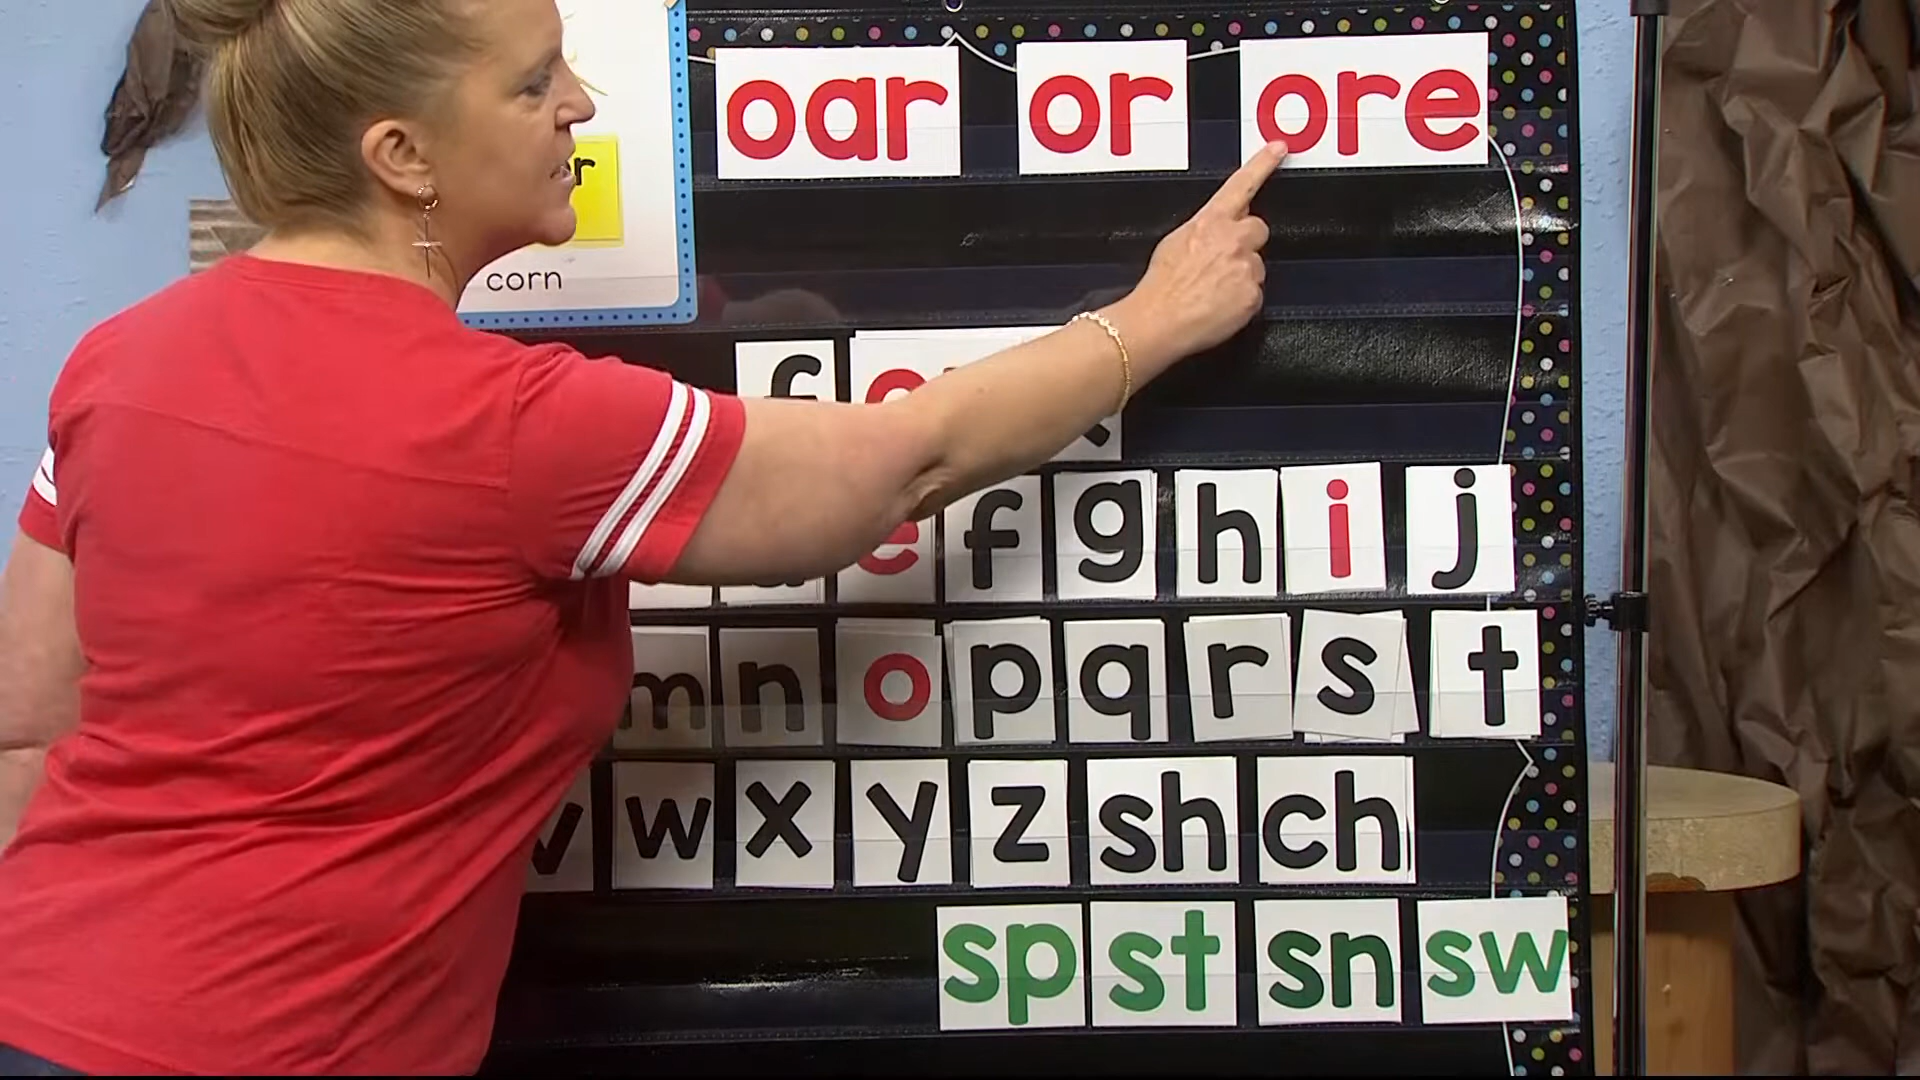 oar or ore
r
corn
f o
e f g h i j
m n o p q r s t
v w x y z sh ch
sp st sn sw